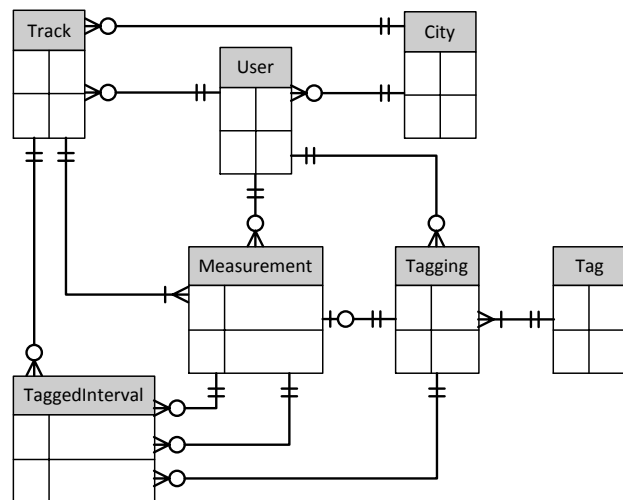 Track
City
User
Measurement
Tagging
Tag
TaggedInterval